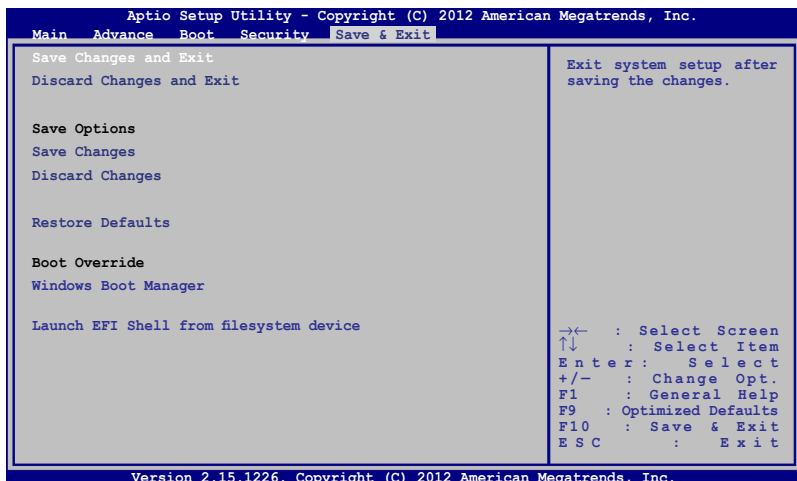 Aptio Setup Utility - Copyright (C) 2012 American Megatrends, Inc.
Main Advance Boot Security Save & Exit
Save Changes and Exit
Discard Changes and Exit
Save Options
Save Changes
Discard Changes
Restore Defaults
Boot Override
Windows Boot Manager
Launch EFI Shell from filesystem device
Exit system setup after
saving the changes.
→← : Select Screen
↑↓ : Select Item
Enter: Select
+/— : Change Opt.
F1 : General Help
F9 : Optimized Defaults
F10 : Save & Exit
ESC : Exit
Version 2.15.1226. Copyright (C) 2012 American Megatrends, Inc.